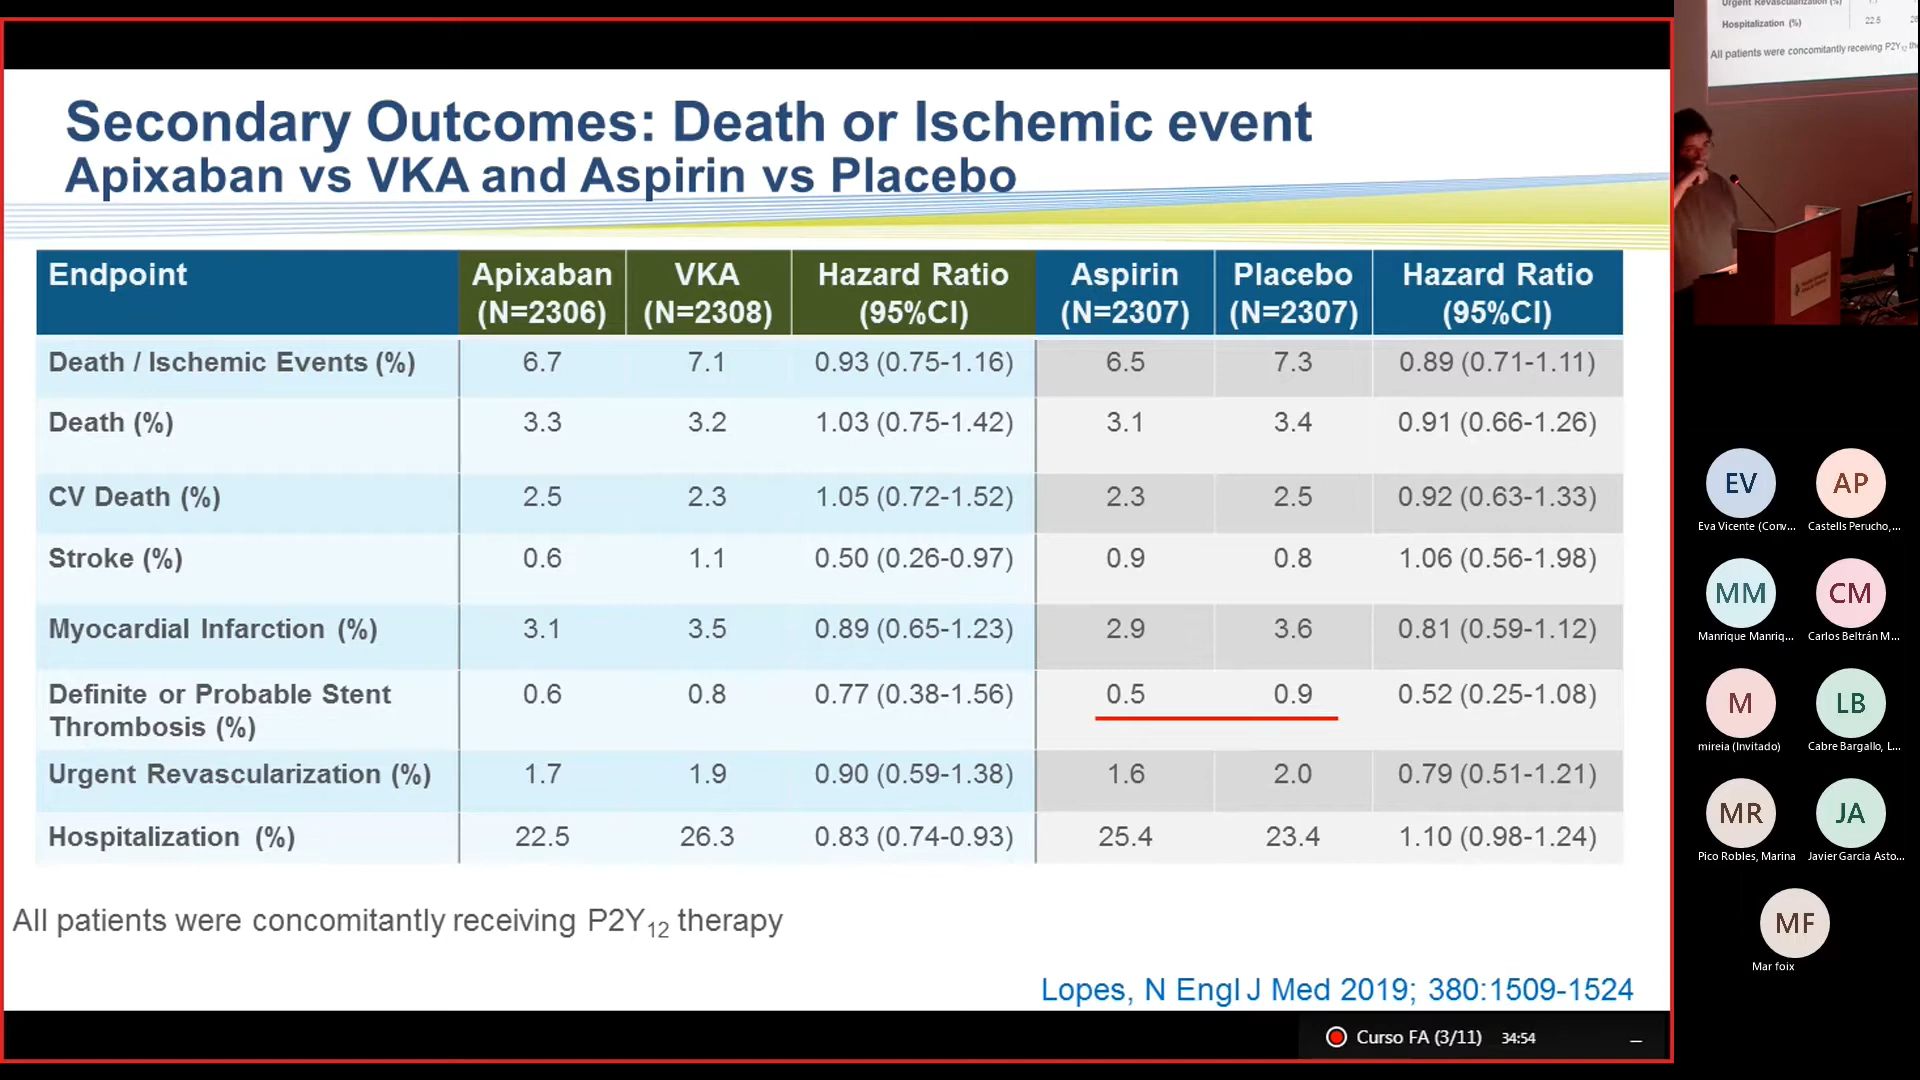 Secondary Outcomes: Death or Ischemic event
Apixaban vs VKA and Aspirin vs Placebo
Endpoint Apixaban (N=2306) VKA (N=2308) Hazard Ratio (95%CI) Aspirin (N=2307) Placebo (N=2307) Hazard Ratio (95%CI)
Death / Ischemic Events (%) 6.7 7.1 0.93 (0.75-1.16) 6.5 7.3 0.89 (0.71-1.11)
Death (%) 3.3 3.2 1.03 (0.75-1.42) 3.1 3.4 0.91 (0.66-1.26)
CV Death (%) 2.5 2.3 1.05 (0.72-1.52) 2.3 2.5 0.92 (0.63-1.33)
Stroke (%) 0.6 1.1 0.50 (0.26-0.97) 0.9 0.8 1.06 (0.56-1.98)
Myocardial Infarction (%) 3.1 3.5 0.89 (0.65-1.23) 2.9 3.6 0.81 (0.59-1.12)
Definite or Probable Stent Thrombosis (%) 0.6 0.8 0.77 (0.38-1.56) 0.5 0.9 0.52 (0.25-1.08)
Urgent Revascularization (%) 1.7 1.9 0.90 (0.59-1.38) 1.6 2.0 0.79 (0.51-1.21)
Hospitalization (%) 22.5 26.3 0.83 (0.74-0.93) 25.4 23.4 1.10 (0.98-1.24)
All patients were concomitantly receiving P2Y12 therapy
Lopes, N Engl J Med 2019; 380:1509-1524
Curso FA (3/11) 34:54
Urgent Revascularization (%)
Hospitalization (%) 22.5
All patients were concomitantly receiving P2Y12
EV
Eva Vicente (Conv...
AP
Castells Perucho,...
MM
Manrique Manriq...
CM
Carlos Beltrán M...
M
mireia (Invitado)
LB
Cabre Bargallo, L...
MR
Pico Robles, Marina
JA
Javier Garcia Asto...
MF
Mar foix